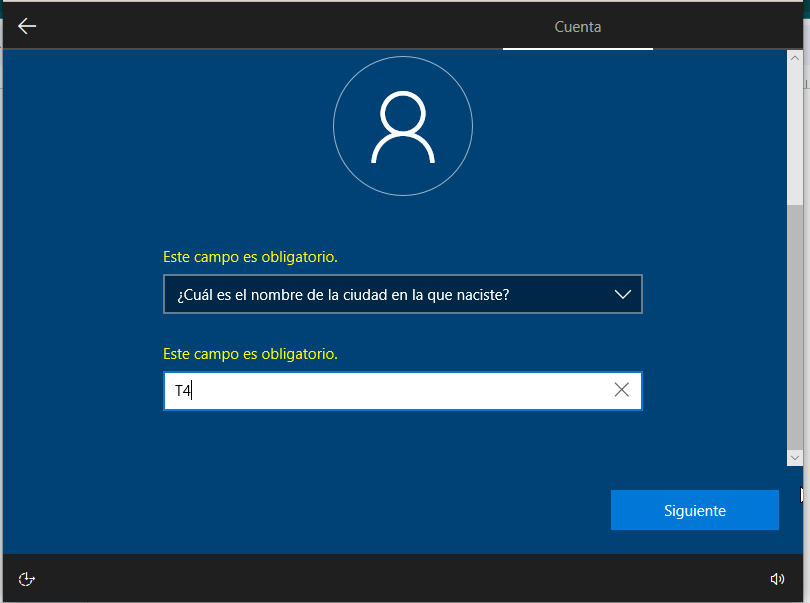 Cuenta
Este campo es obligatorio.
¿Cuál es el nombre de la ciudad en la que naciste?
Este campo es obligatorio.
T4
Siguiente